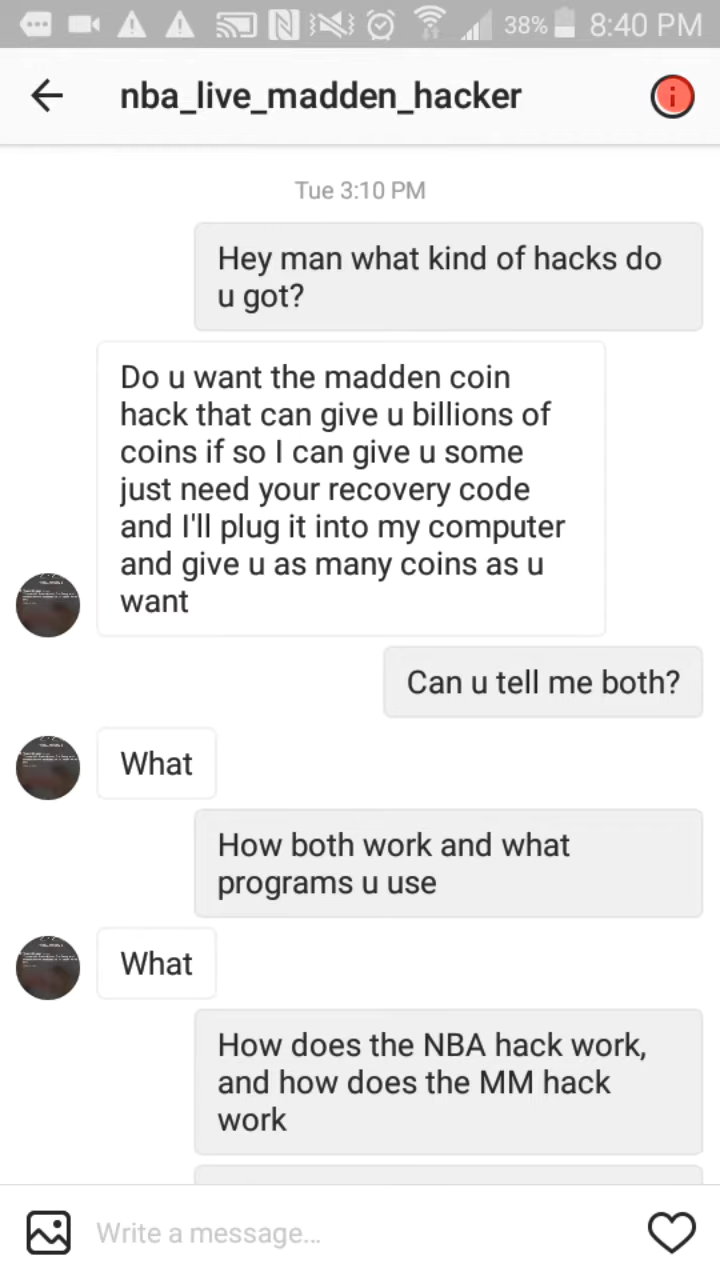 38% 8:40 PM
nba_live_madden_hacker
Tue 3:10 PM
Hey man what kind of hacks do
u got?
Do u want the madden coin
hack that can give u billions of
coins if so I can give u some
just need your recovery code
and I'll plug it into my computer
and give u as many coins as u
want
Can u tell me both?
What
How both work and what
programs u use
What
How does the NBA hack work,
and how does the MM hack
work
Write a message...